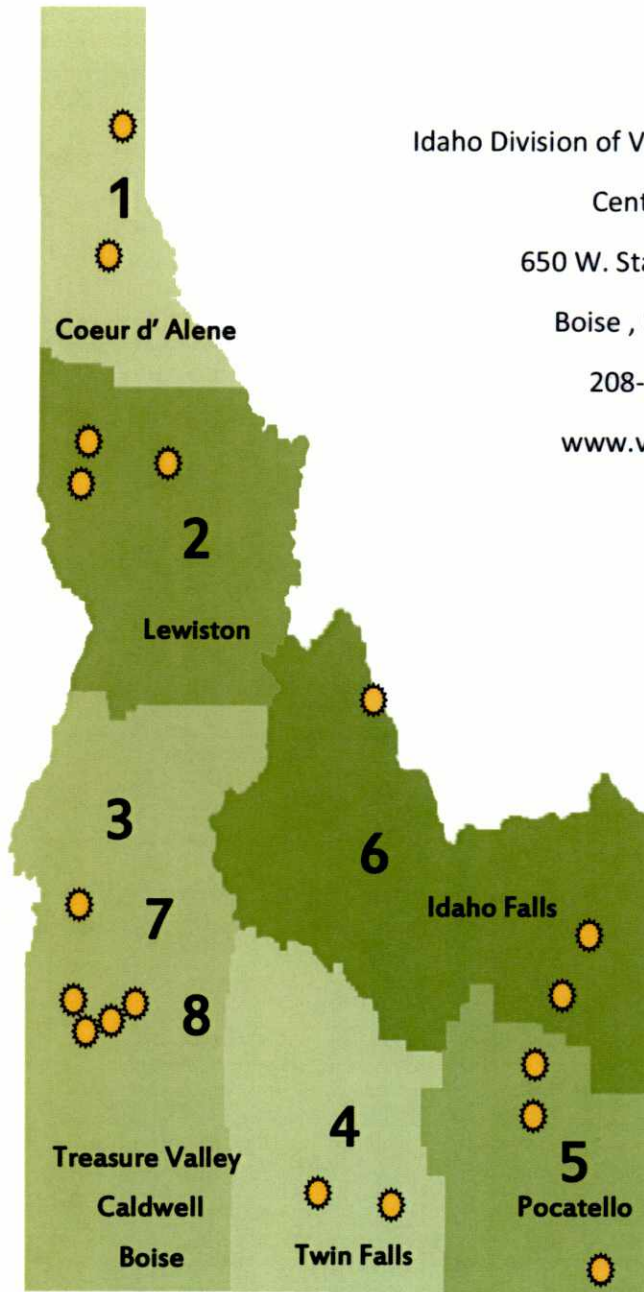 Idaho Division of V
Cent
650 W. Sta
Boise ,
208-
www.v
1
Coeur d' Alene
2
Lewiston
3
6
7
Idaho Falls
8
4
5
Treasure Valley
Caldwell
Boise
Twin Falls
Pocatello